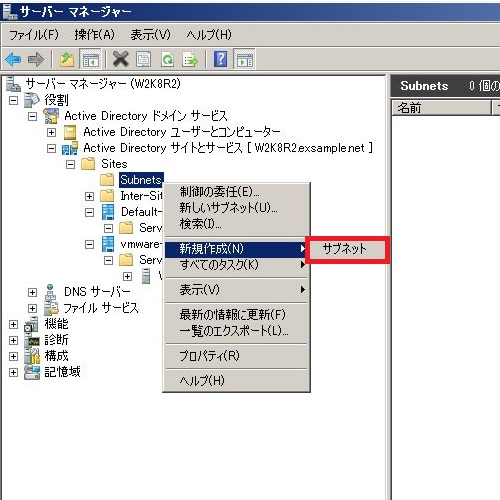 サーバー マネージャー
ファイル(F) 操作(A) 表示(V) ヘルプ(H)
サーバー マネージャー (W2K8R2)
役割
Active Directory ドメイン サービス
Active Directory ユーザーとコンピューター
Active Directory サイトとサービス [ W2K8R2.exsample.net ]
Sites
Subnets
Inter-Sit
Default-
Serv
vmware-
Serv
DNS サーバー
ファイル サービス
機能
診断
構成
記憶域
制御の委任(E)...
新しいサブネット(U)...
検索(I)...
新規作成(N)
すべてのタスク(K)
表示(V)
最新の情報に更新(F)
一覧のエクスポート(L)...
プロパティ(R)
ヘルプ(H)
サブネット
Subnets 0 個の
名前